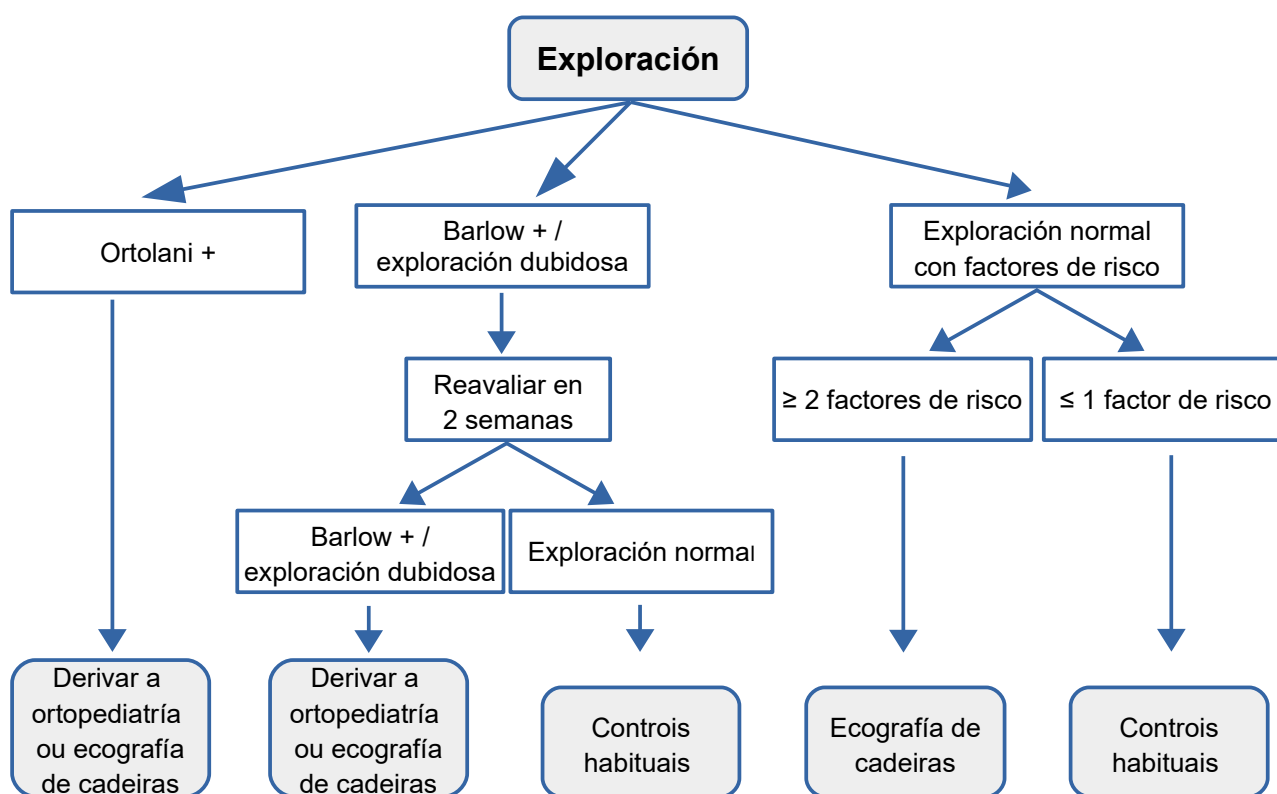 Exploración
Ortolani +
Barlow + /
exploración dubidosa
Exploración normal
con factores de risco
Reavaliar en
2 semanas
≥ 2 factores de risco
≤ 1 factor de risco
Barlow + /
exploración dubidosa
Exploración normal
Derivar a
ortopediatría
ou ecografía
de cadeiras
Derivar a
ortopediatría
ou ecografía
de cadeiras
Controis
habituais
Ecografía de
cadeiras
Controis
habituais